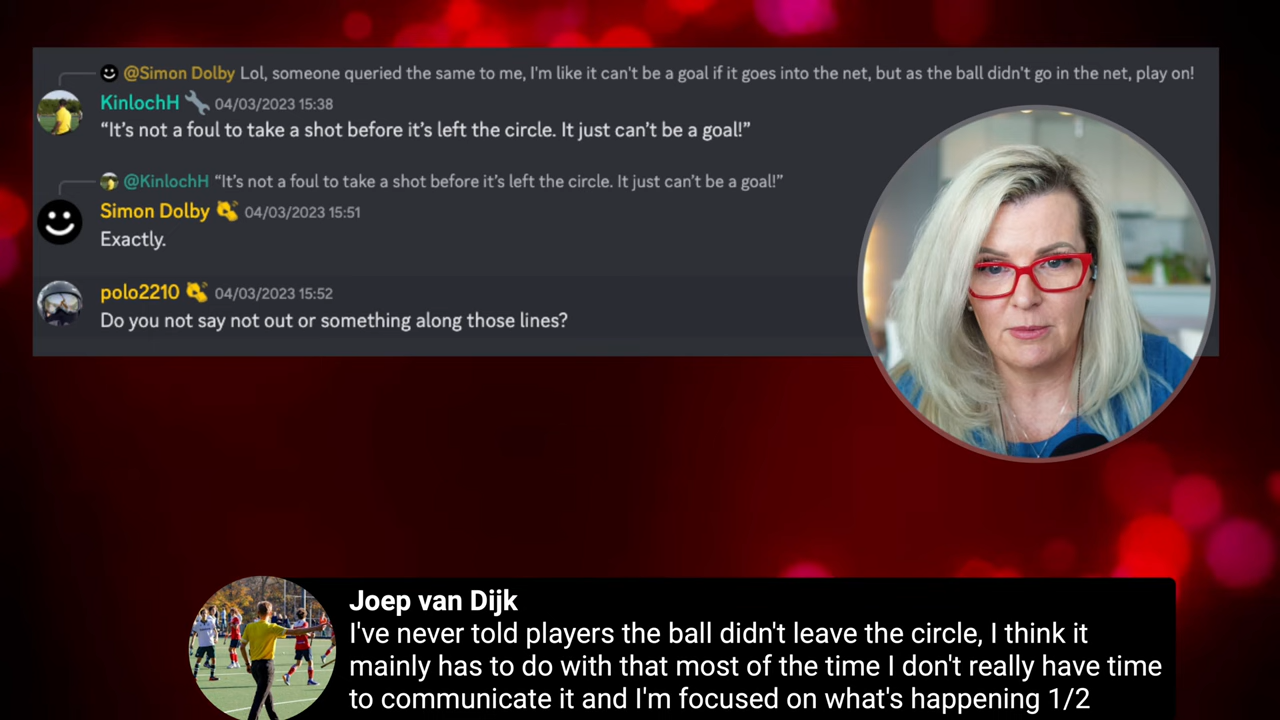 @Simon Dolby Lol, someone queried the same to me, I'm like it can't be a goal if it goes into the net, but as the ball didn't go in the net, play on!
KinlochH 04/03/2023 15:38
“It’s not a foul to take a shot before it’s left the circle. It just can’t be a goal!”
@KinlochH “It’s not a foul to take a shot before it’s left the circle. It just can’t be a goal!”
Simon Dolby 04/03/2023 15:51
Exactly.
polo2210 04/03/2023 15:52
Do you not say not out or something along those lines?
Joep van Dijk
I've never told players the ball didn't leave the circle, I think it
mainly has to do with that most of the time I don't really have time
to communicate it and I'm focused on what's happening 1/2